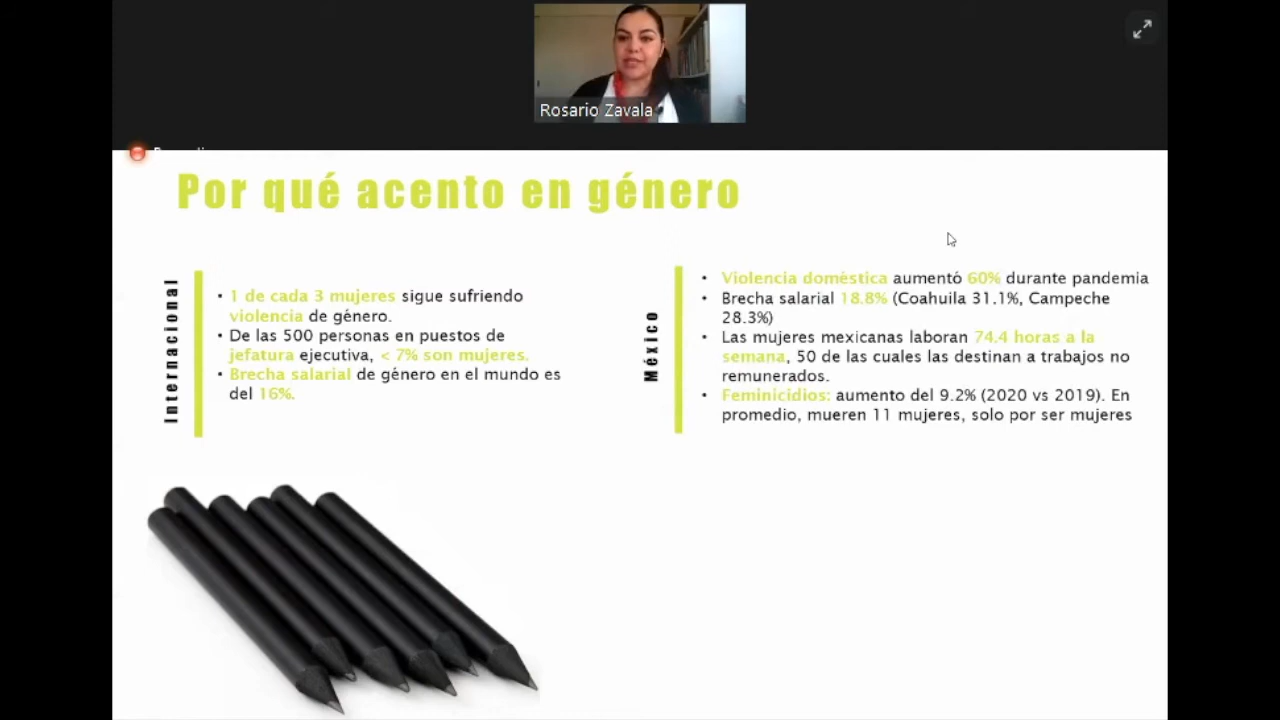 Rosario Zavala
Por qué acento en género
Internacional
• 1 de cada 3 mujeres sigue sufriendo
violencia de género.
• De las 500 personas en puestos de
jefatura ejecutiva, < 7% son mujeres.
• Brecha salarial de género en el mundo es
del 16%.
México
• Violencia doméstica aumentó 60% durante pandemia
• Brecha salarial 18.8% (Coahuila 31.1%, Campeche
28.3%)
• Las mujeres mexicanas laboran 74.4 horas a la
semana, 50 de las cuales las destinan a trabajos no
remunerados.
• Feminicidios: aumento del 9.2% (2020 vs 2019). En
promedio, mueren 11 mujeres, solo por ser mujeres